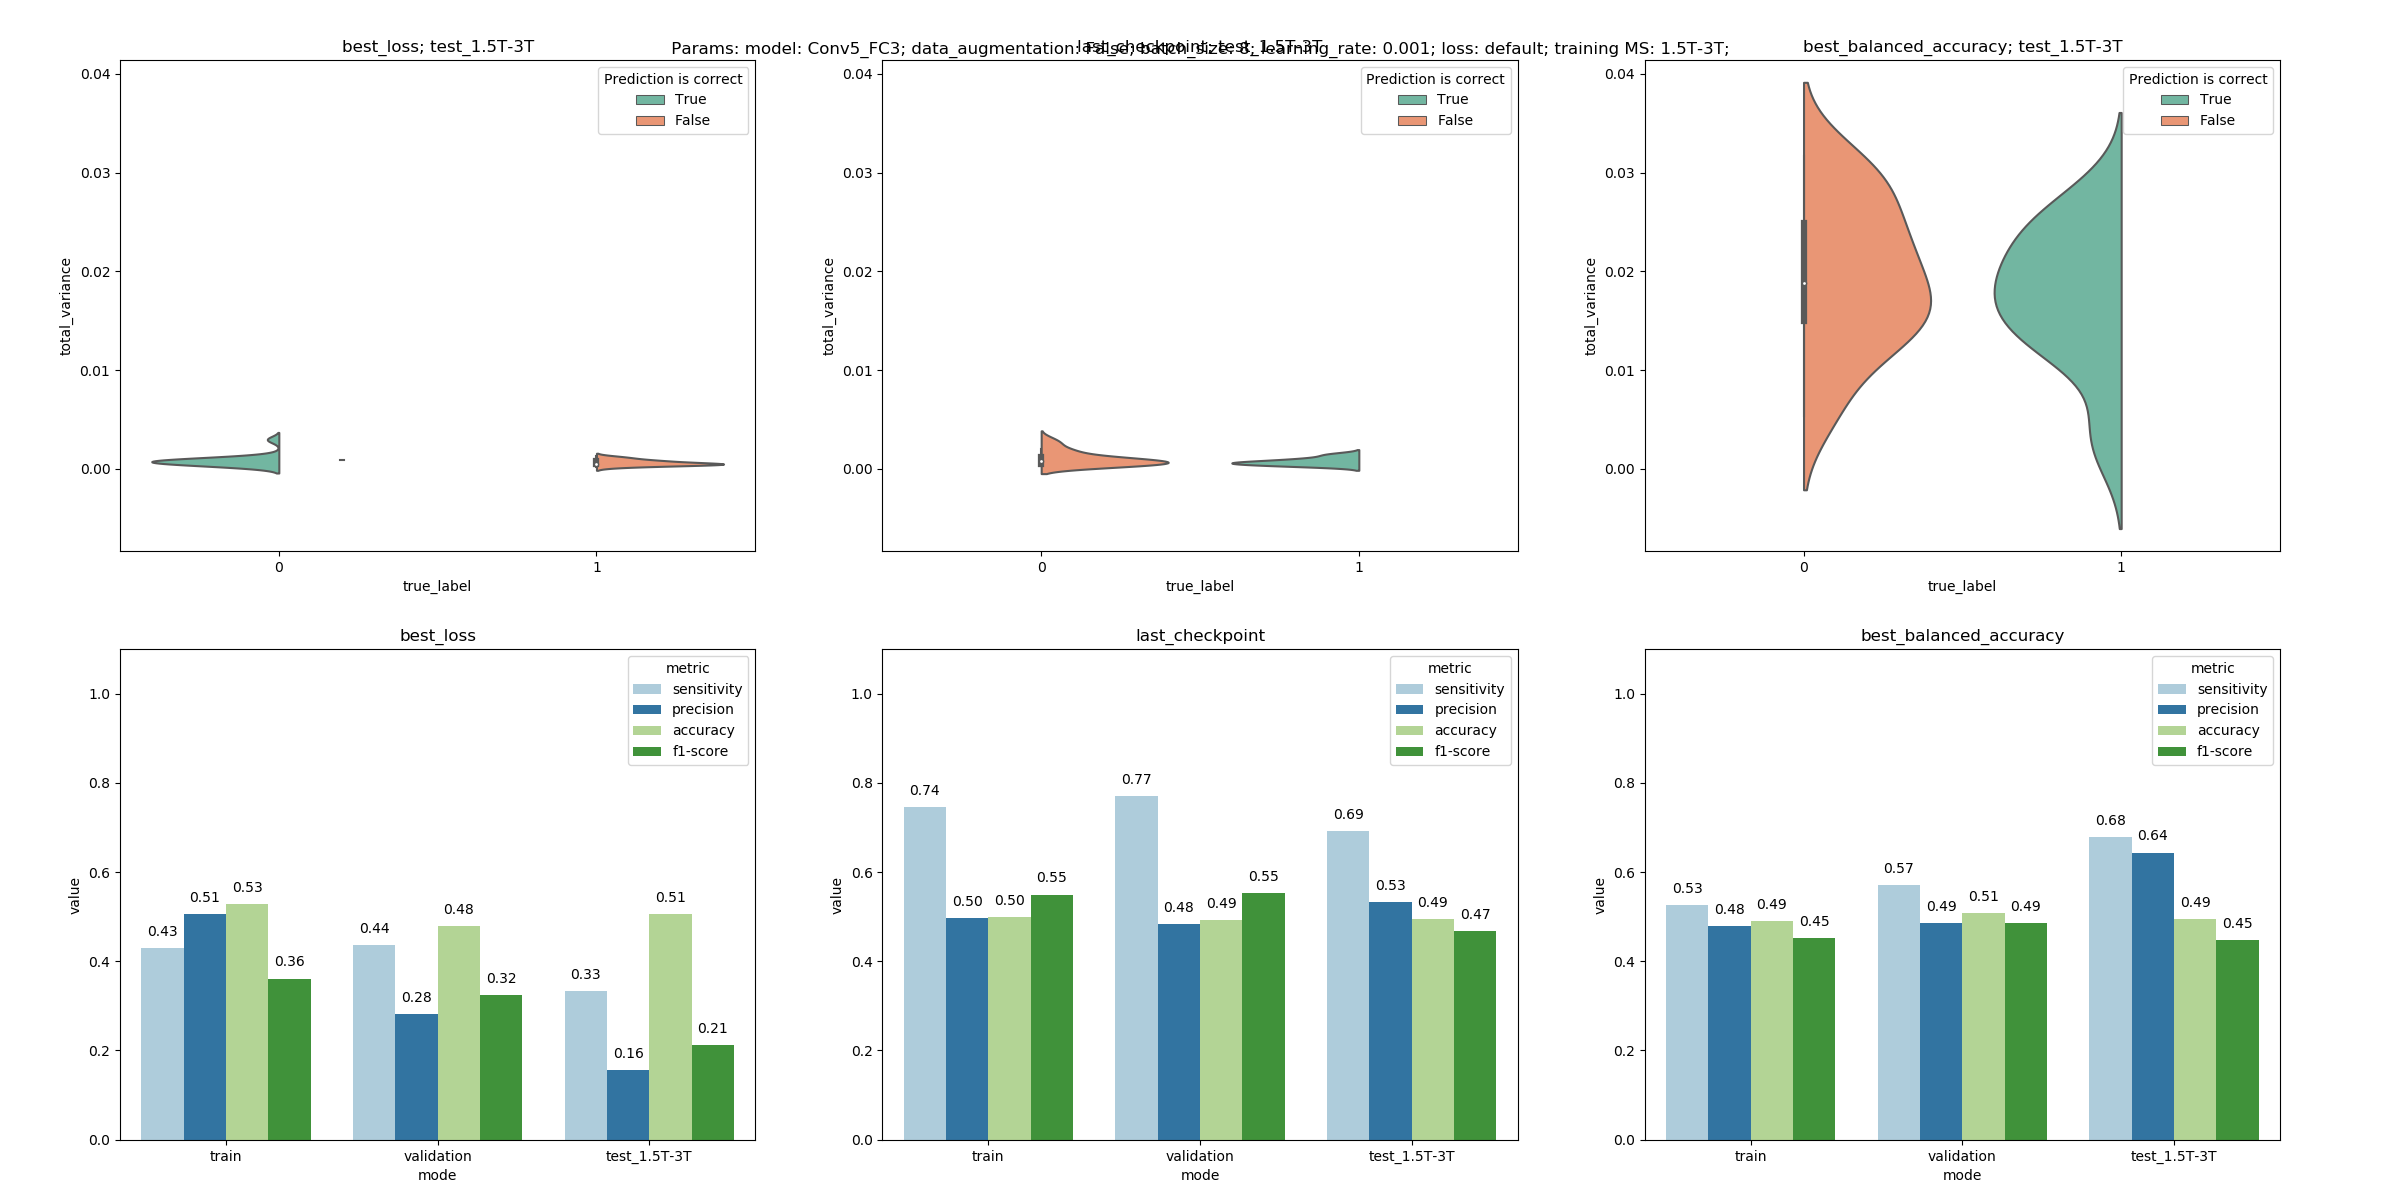 Params: model: Conv5_FC3; data_augmentation: False; batch_size: 8; learning_rate: 0.001; loss: default; training MS: 1.5T-3T;
best_loss; test_1.5T-3T
last_checkpoint; test_1.5T-3T
best_balanced_accuracy; test_1.5T-3T
Prediction is correct
True
False
0.04
0.03
0.02
0.01
0.00
total_variance
0
1
true_label
Prediction is correct
True
False
0.04
0.03
0.02
0.01
0.00
total_variance
0
1
true_label
Prediction is correct
True
False
0.04
0.03
0.02
0.01
0.00
total_variance
0
1
true_label
best_loss
metric
sensitivity
precision
accuracy
f1-score
1.0
0.8
0.6
0.4
0.2
0.0
value
0.43
0.51
0.53
0.36
0.44
0.28
0.48
0.32
0.33
0.16
0.51
0.21
train
validation
test_1.5T-3T
mode
last_checkpoint
metric
sensitivity
precision
accuracy
f1-score
1.0
0.8
0.6
0.4
0.2
0.0
value
0.74
0.50
0.50
0.55
0.77
0.48
0.49
0.55
0.69
0.53
0.49
0.47
train
validation
test_1.5T-3T
mode
best_balanced_accuracy
metric
sensitivity
precision
accuracy
f1-score
1.0
0.8
0.6
0.4
0.2
0.0
value
0.53
0.48
0.49
0.45
0.57
0.49
0.51
0.49
0.68
0.64
0.49
0.45
train
validation
test_1.5T-3T
mode